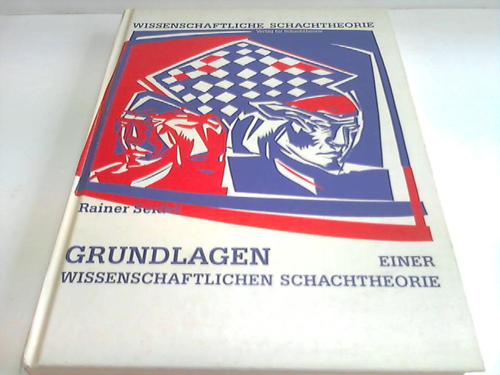 WISSENSCHAFTLICHE SCHACHTHEORIE
Verlag für Schachtheorie
Rainer
GRUNDLAGEN EINER
WISSENSCHAFTLICHEN SCHACHTHEORIE